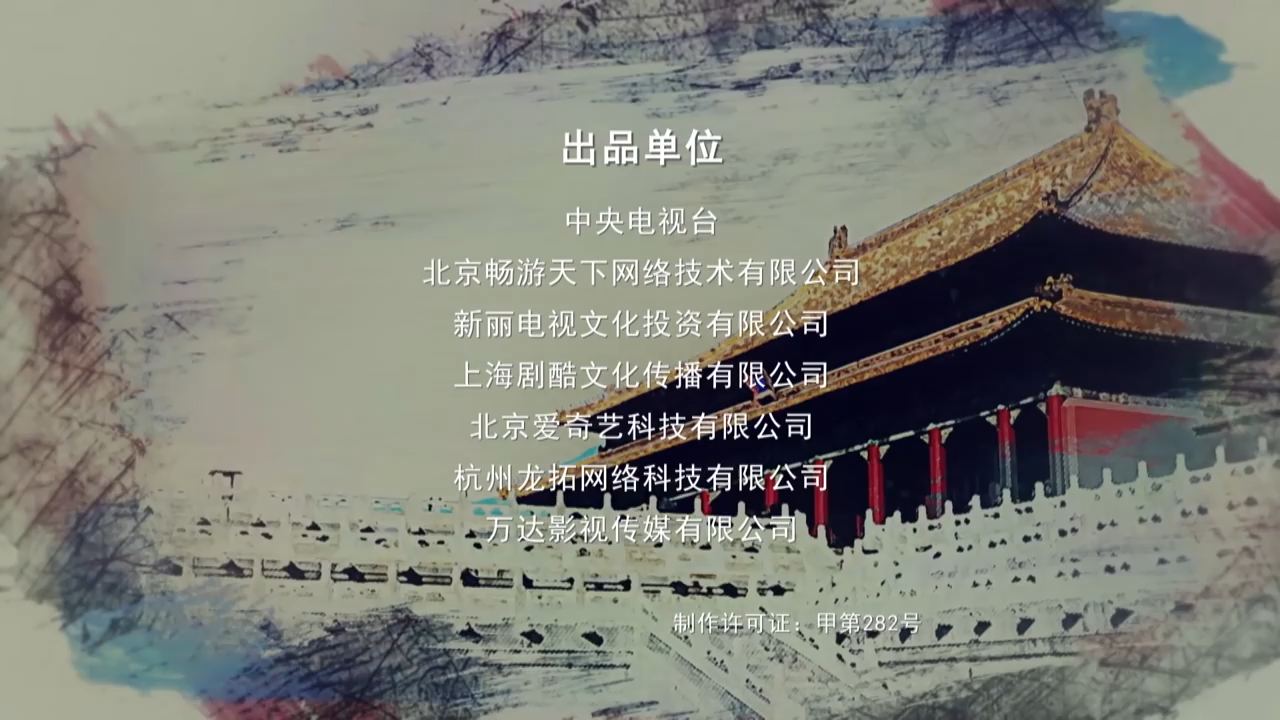 出品单位
中央电视台
北京畅游天下网络技术有限公司
新丽电视文化投资有限公司
上海剧酷文化传播有限公司
北京爱奇艺科技有限公司
杭州龙拓网络科技有限公司
万达影视传媒有限公司
制作许可证：甲第282号